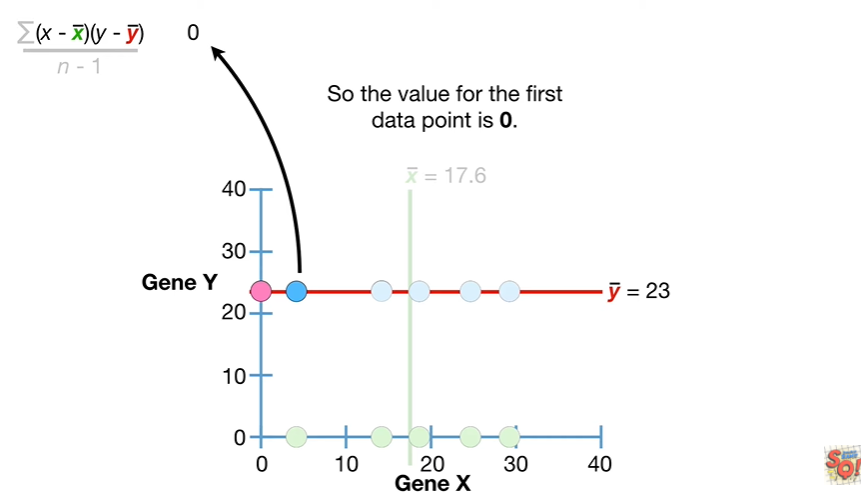 ∑(x - x̅)(y - y̅) 0
n - 1
So the value for the first
data point is 0.
x̅ = 17.6
40
30
Gene Y
y̅ = 23
20
10
0
0 10 20 30 40
Gene X
SQ!